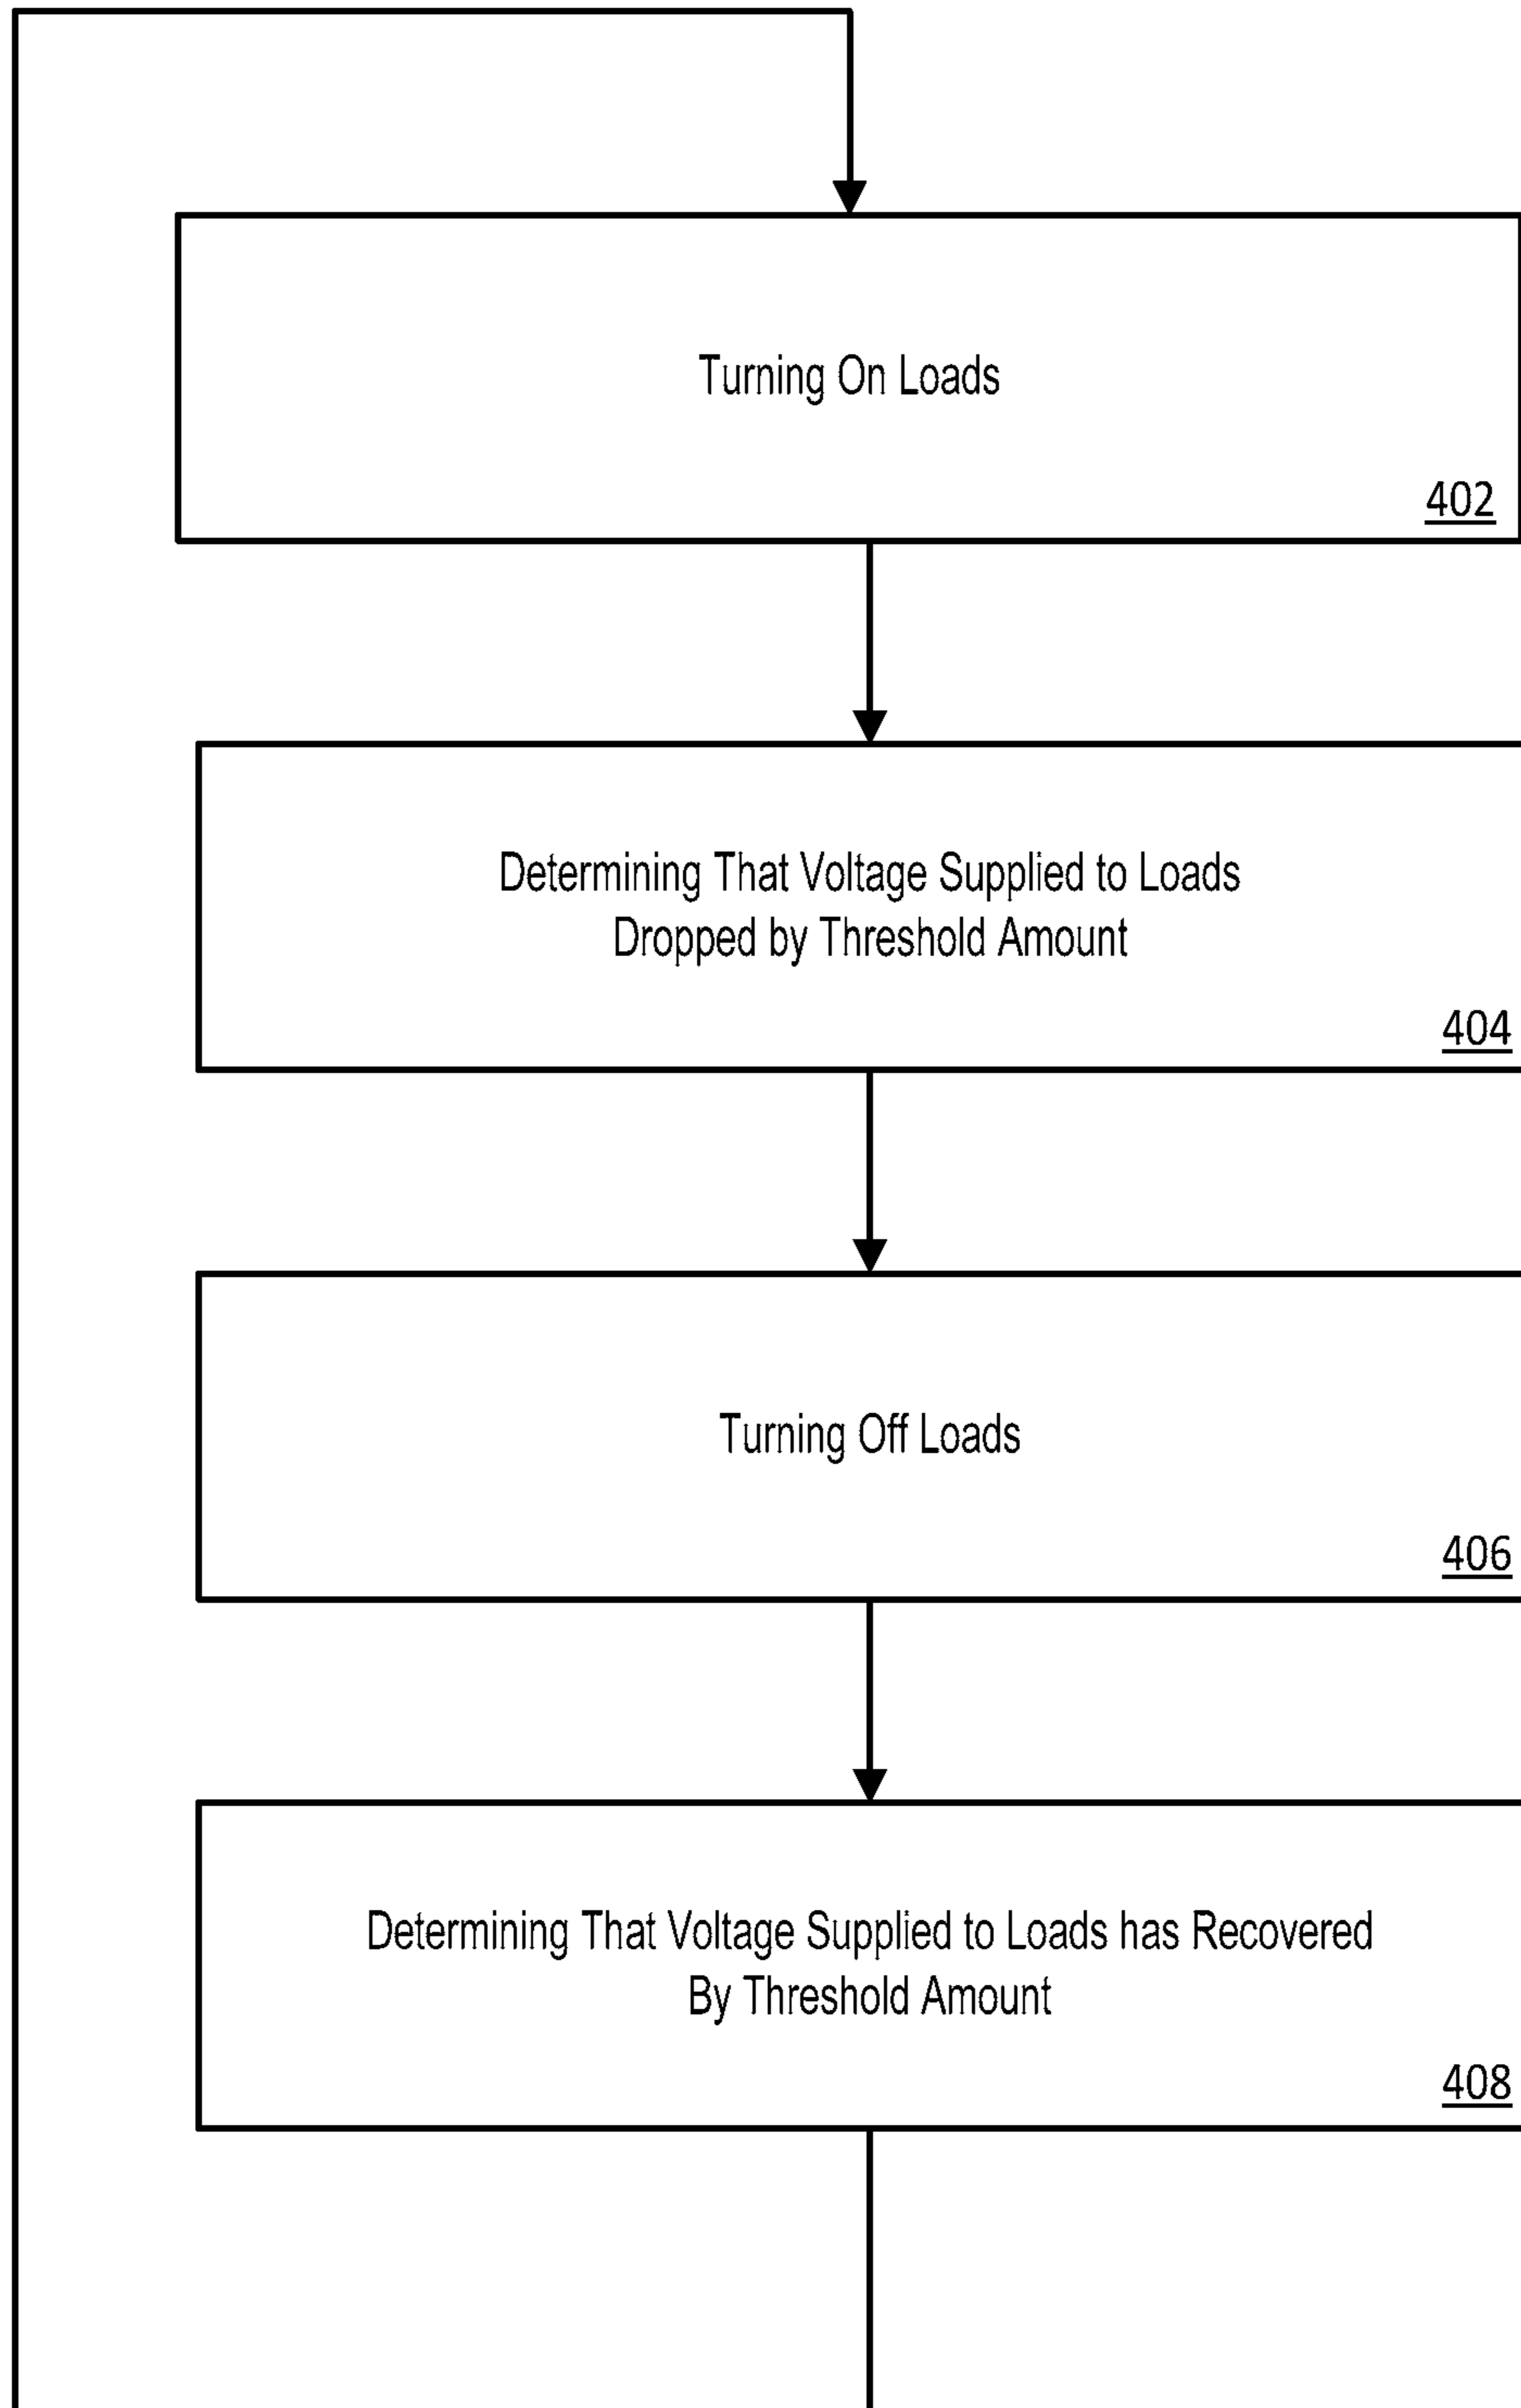 Turning On Loads
402
Determining That Voltage Supplied to Loads
Dropped by Threshold Amount
404
Turning Off Loads
406
Determining That Voltage Supplied to Loads has Recovered
By Threshold Amount
408